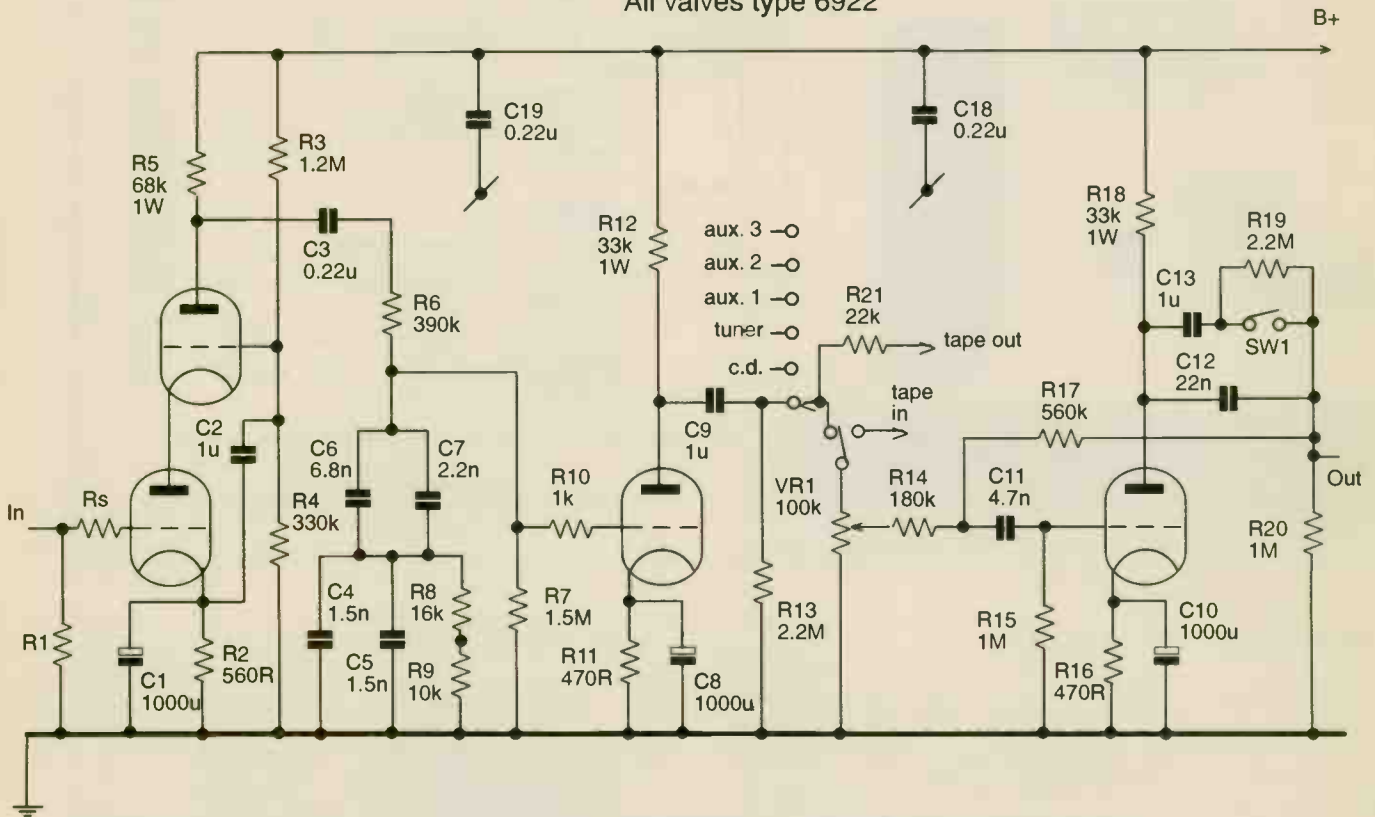 All valves type 6922
B+
C19
0.22u
C18
0.22u
R5
68k
1W
R3
1.2M
R12
33k
1W
aux. 3
aux. 2
aux. 1
tuner
c.d.
R18
33k
1W
R19
2.2M
C13
1u
SW1
C3
0.22u
R6
390k
R21
22k
tape out
tape
in
C12
22n
R17
560k
C2
1u
C6
6.8n
C7
2.2n
C9
1u
R10
1k
VR1
100k
R14
180k
C11
4.7n
Out
In
Rs
R4
330k
R20
1M
R1
C1
1000u
R2
560R
C4
1.5n
C5
1.5n
R8
16k
R9
10k
R7
1.5M
R11
470R
C8
1000u
R13
2.2M
R15
1M
R16
470R
C10
1000u